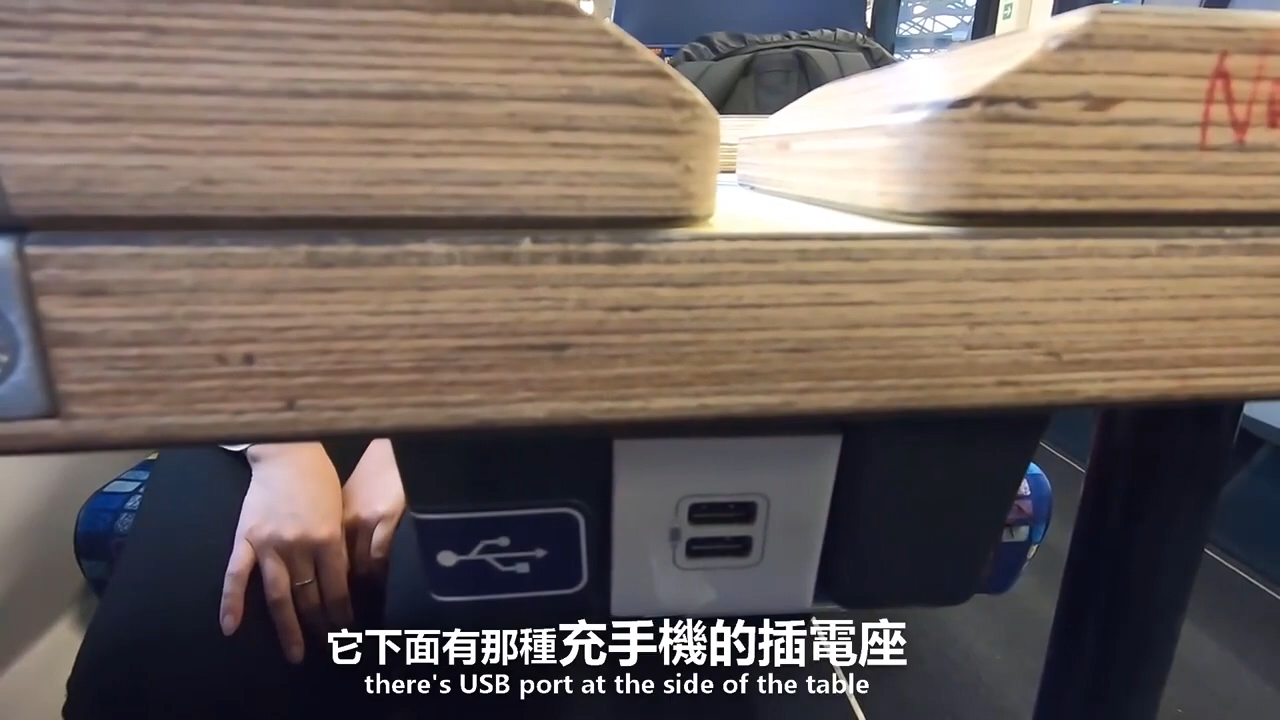 它下面有那種充手機的插電座
there's USB port at the side of the table